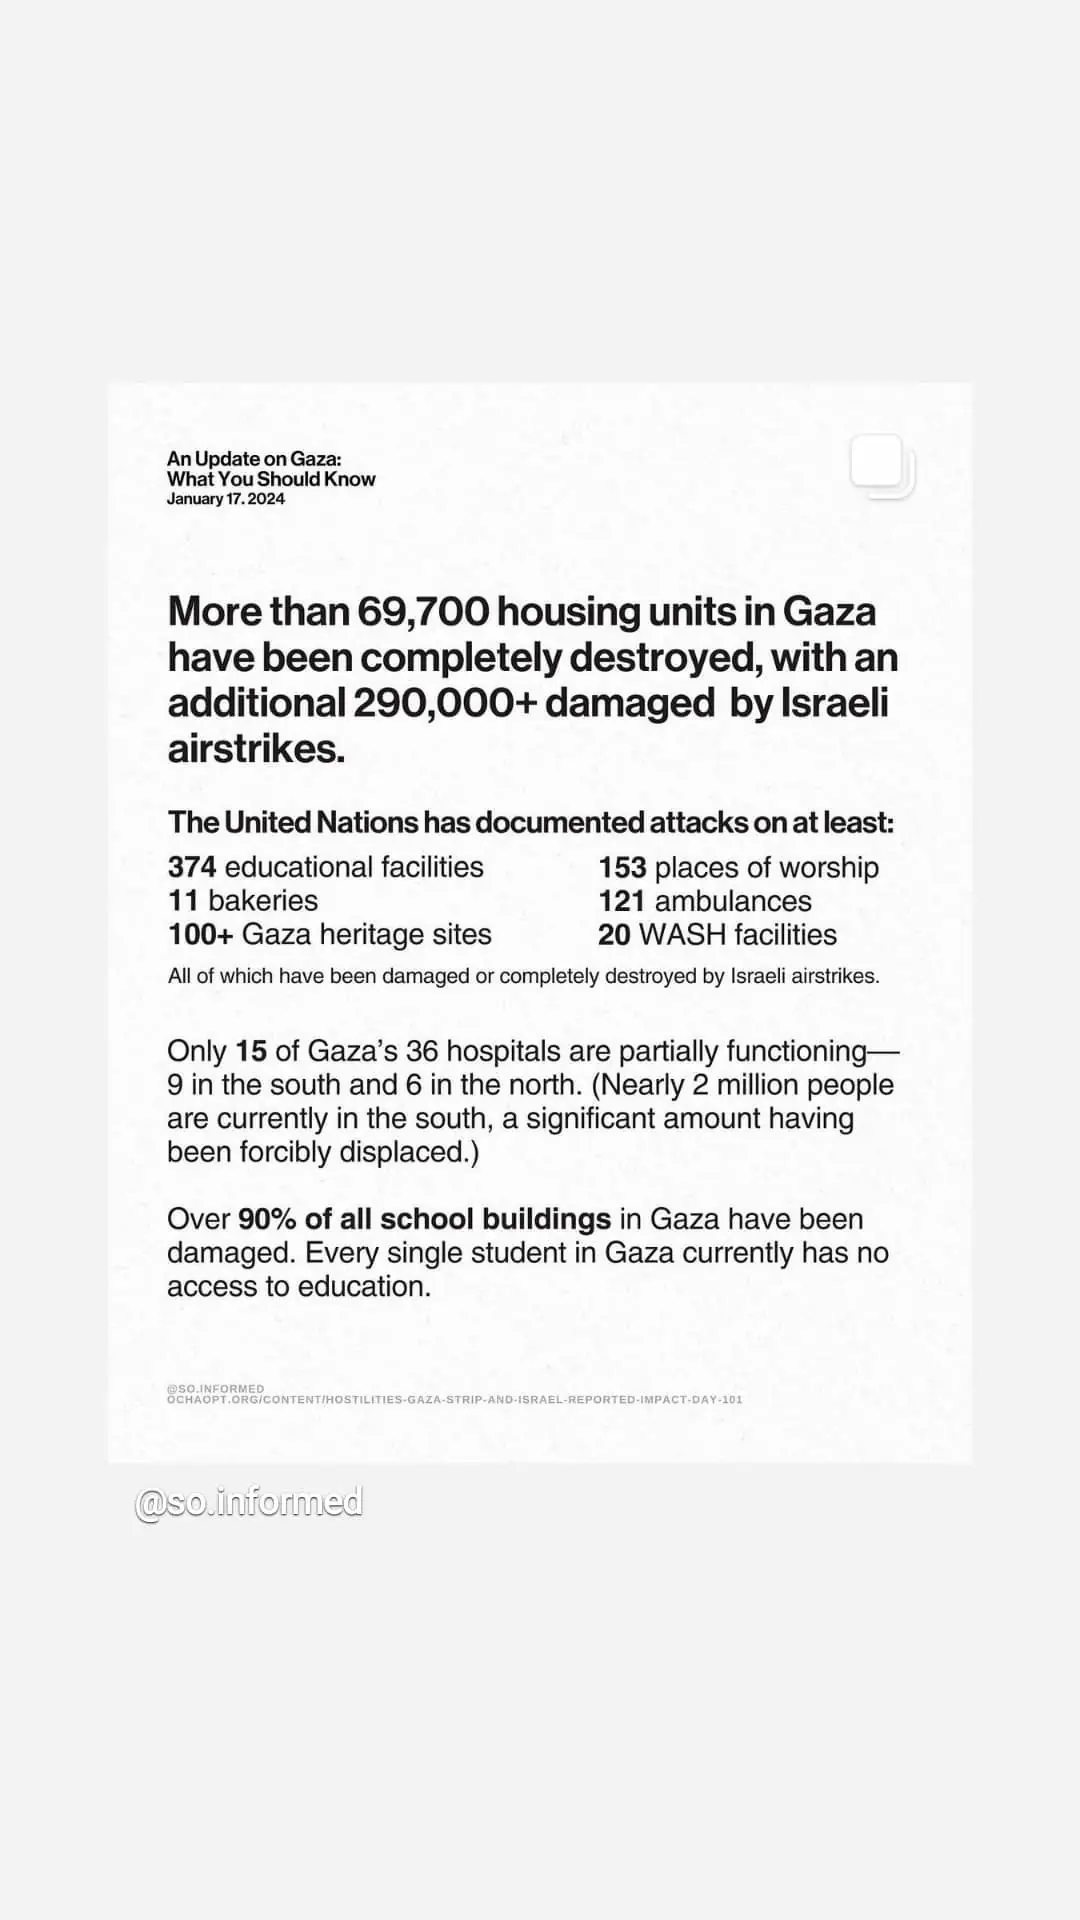 An Update on Gaza:
What You Should Know
January 17. 2024
More than 69,700 housing units in Gaza
have been completely destroyed, with an
additional 290,000+ damaged by Israeli
airstrikes.
The United Nations has documented attacks on at least:
374 educational facilities
11 bakeries
100+ Gaza heritage sites
153 places of worship
121 ambulances
20 WASH facilities
All of which have been damaged or completely destroyed by Israeli airstrikes.
Only 15 of Gaza’s 36 hospitals are partially functioning—
9 in the south and 6 in the north. (Nearly 2 million people
are currently in the south, a significant amount having
been forcibly displaced.)
Over 90% of all school buildings in Gaza have been
damaged. Every single student in Gaza currently has no
access to education.
@SO.INFORMED
OCHAOPT.ORG/CONTENT/HOSTILITIES-GAZA-STRIP-AND-ISRAEL-REPORTED-IMPACT-DAY-101
@so.informed